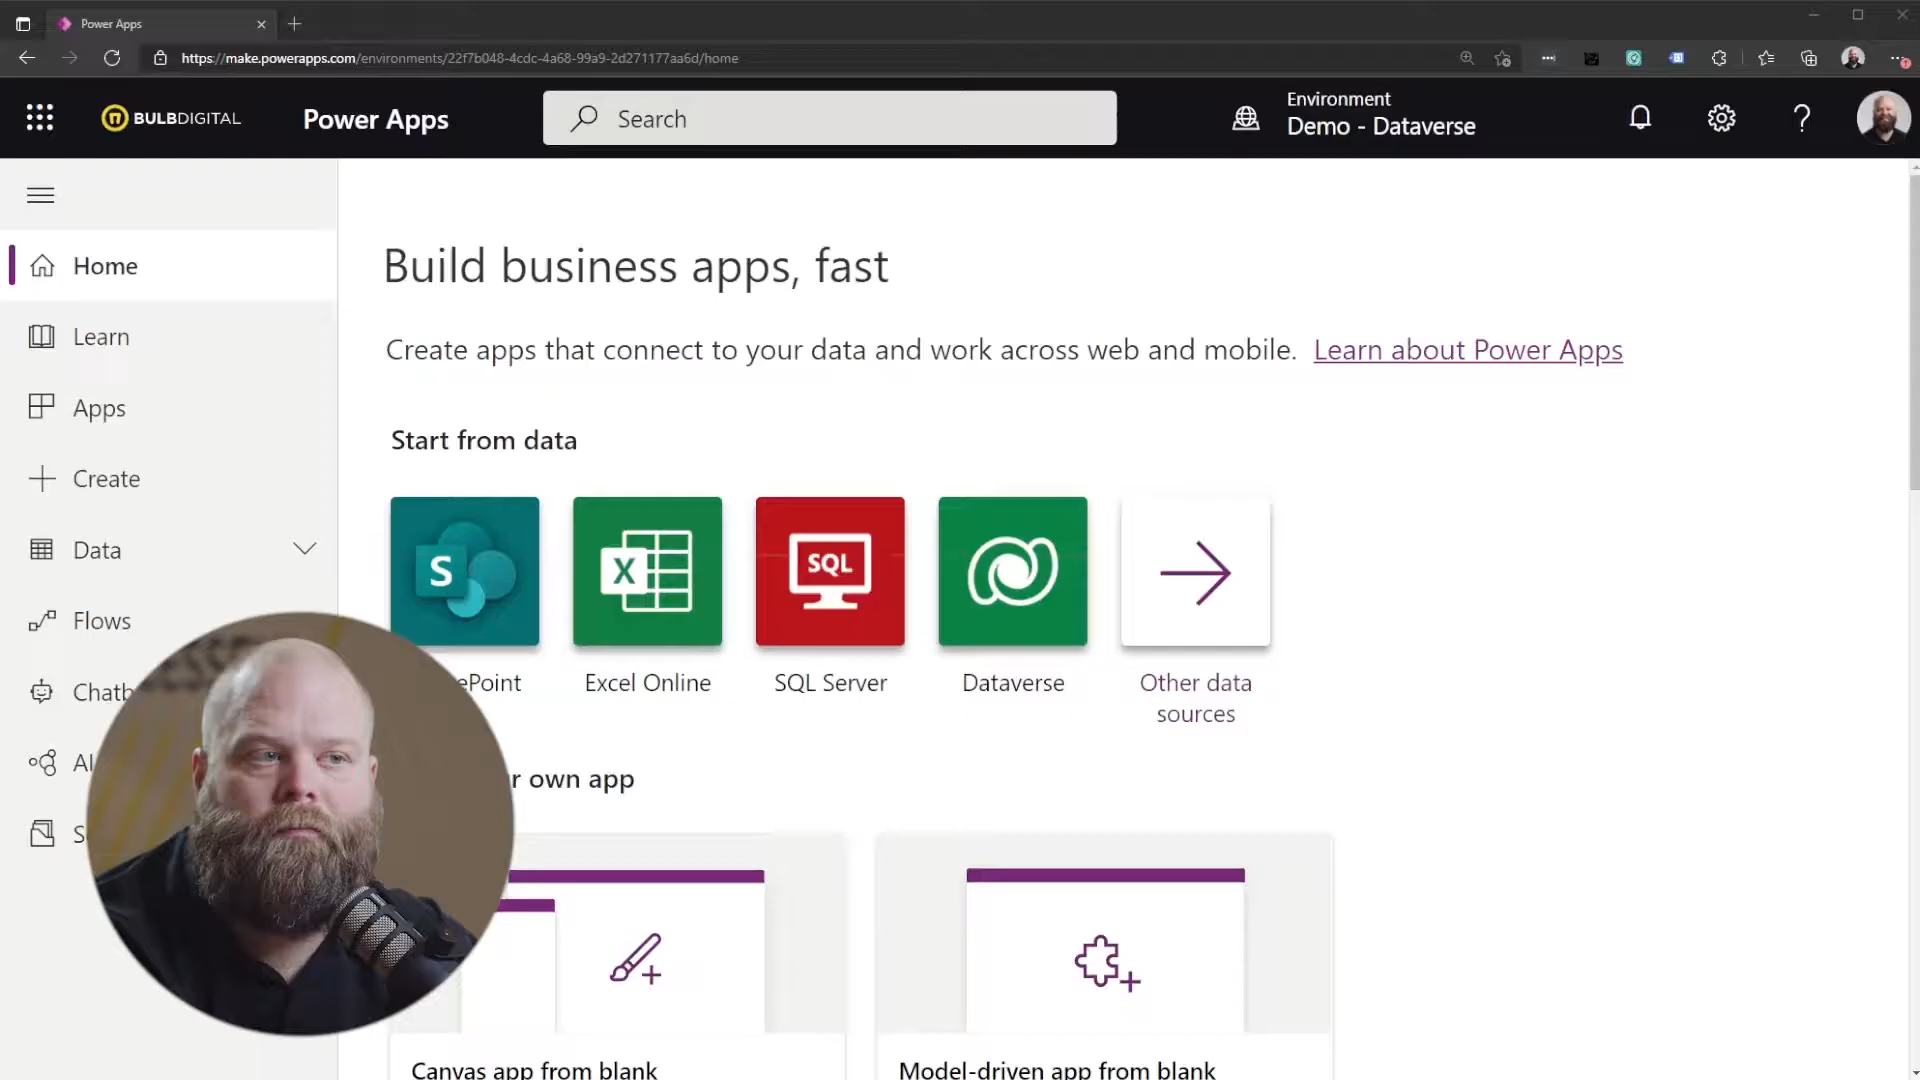 Power Apps
https://make.powerapps.com/environments/22f7b048-4cdc-4a68-99a9-2d271177aa6d/home
BULBDIGITAL
Power Apps
Search
Environment
Demo - Dataverse
Home
Learn
Apps
Create
Data
Flows
Chatb
AI
S
Build business apps, fast
Create apps that connect to your data and work across web and mobile. Learn about Power Apps
Start from data
S
X
SQL
ePoint
Excel Online
SQL Server
Dataverse
Other data
sources
r own app
Canvas app from blank
Model-driven app from blank